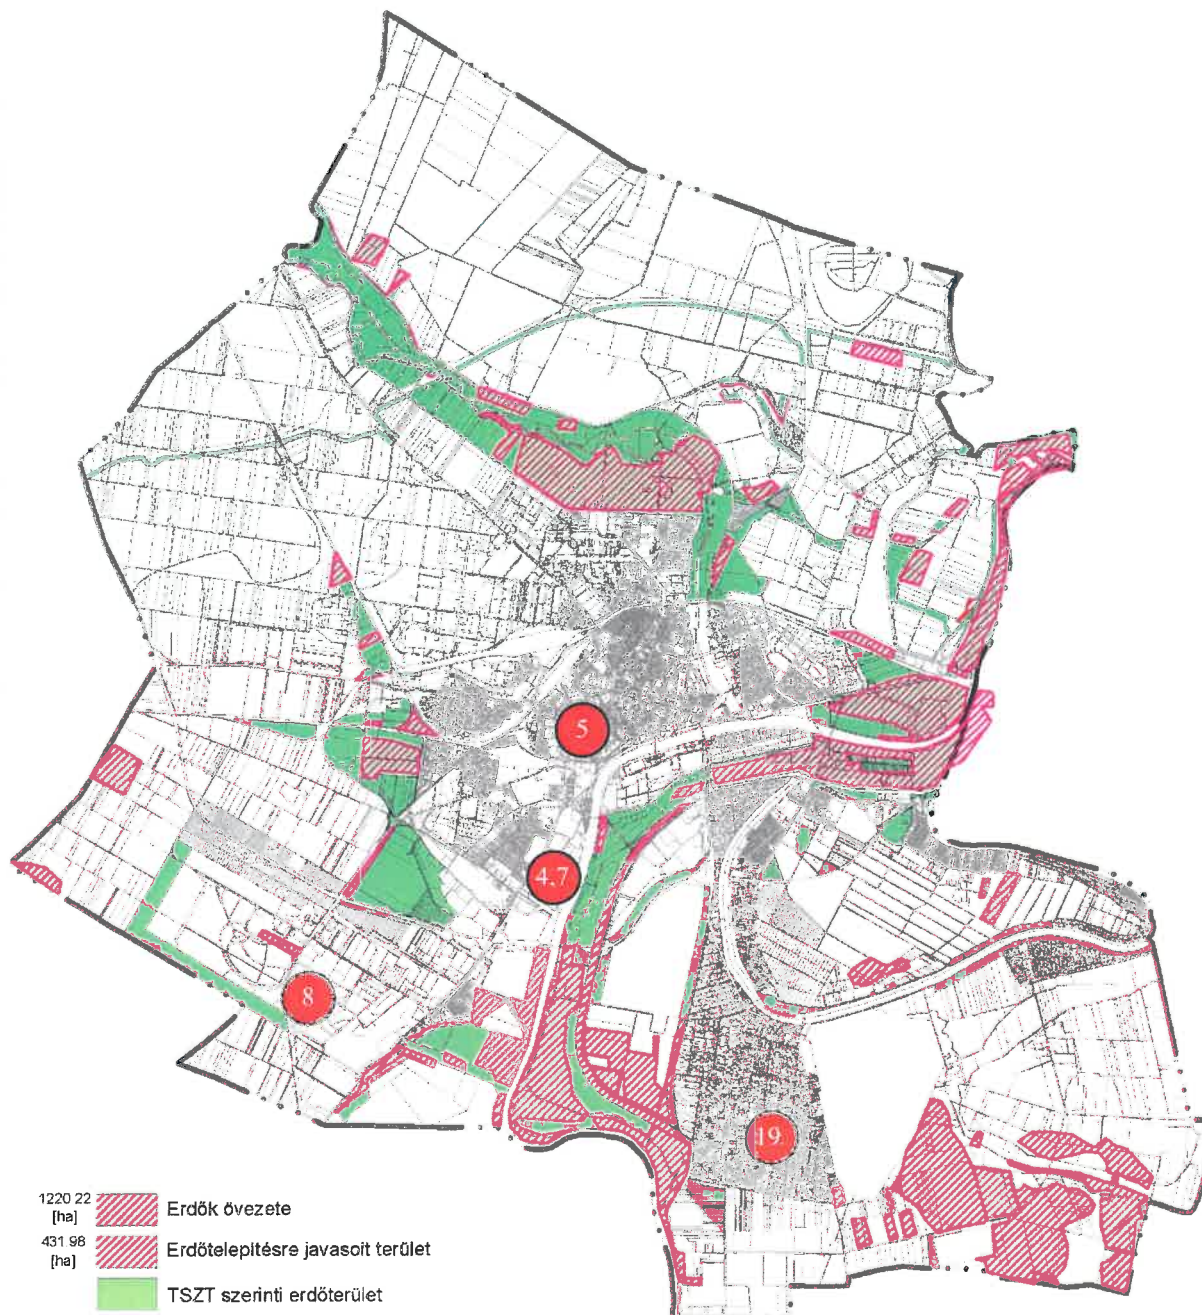 5
4,7
8
19
1220 22
[ha]
Erdők övezete
431 98
[ha]
Erdőtelepítésre javasolt terület
TSZT szerinti erdőterület